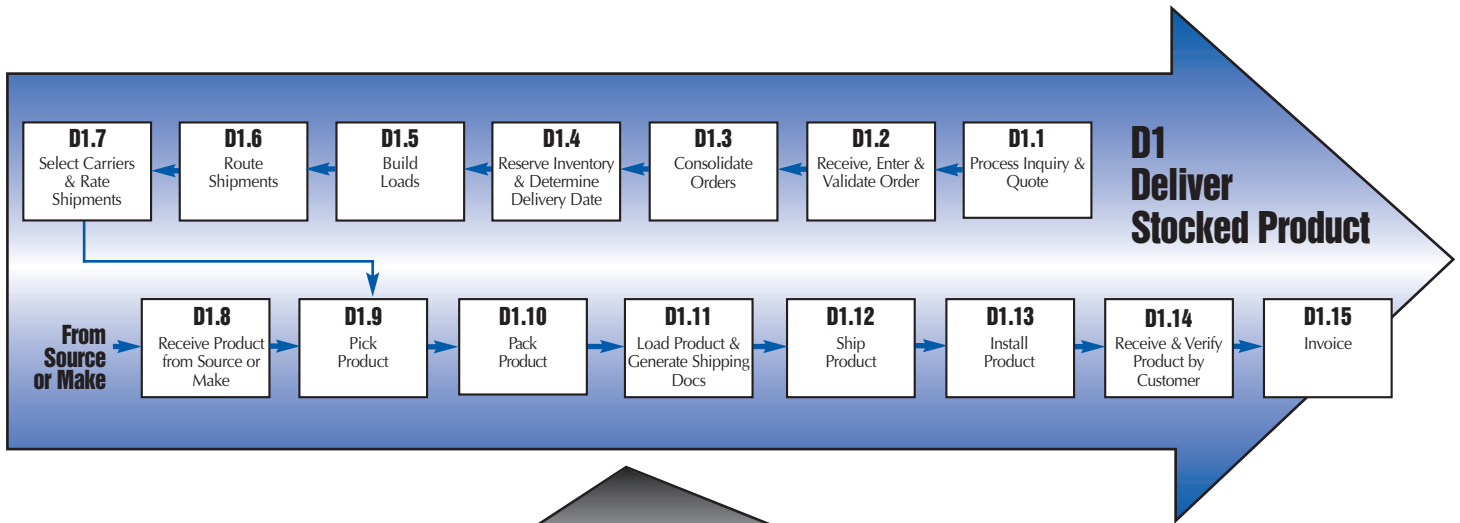 D1.7
Select Carriers
& Rate
Shipments
D1.6
Route
Shipments
D1.5
Build
Loads
D1.4
Reserve Inventory
& Determine
Delivery Date
D1.3
Consolidate
Orders
D1.2
Receive, Enter &
Validate Order
D1.1
Process Inquiry &
Quote
D1
Deliver
Stocked Product
From
Source
or Make
D1.8
Receive Product
from Source or
Make
D1.9
Pick
Product
D1.10
Pack
Product
D1.11
Load Product &
Generate Shipping
Docs
D1.12
Ship
Product
D1.13
Install
Product
D1.14
Receive & Verify
Product by
Customer
D1.15
Invoice